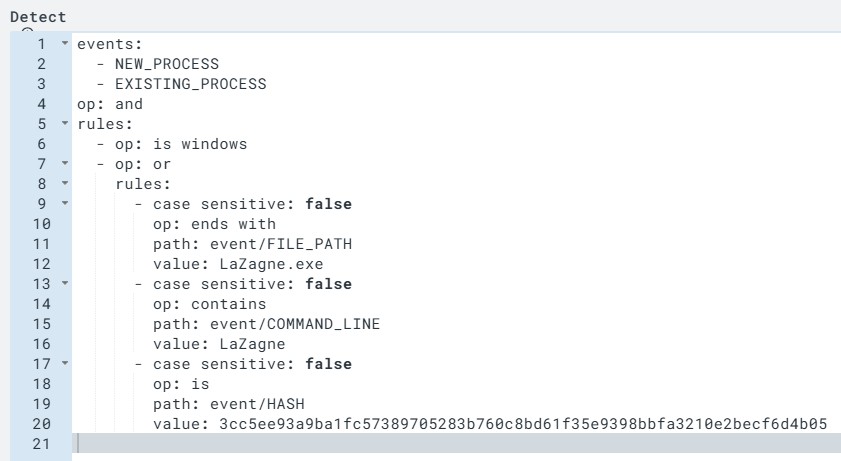 Detect
1 events:
2   - NEW_PROCESS
3   - EXISTING_PROCESS
4 op: and
5 rules:
6   - op: is windows
7   - op: or
8     rules:
9       - case sensitive: false
10         op: ends with
11         path: event/FILE_PATH
12         value: LaZagne.exe
13       - case sensitive: false
14         op: contains
15         path: event/COMMAND_LINE
16         value: LaZagne
17       - case sensitive: false
18         op: is
19         path: event/HASH
20         value: 3cc5ee93a9ba1fc57389705283b760c8bd61f35e9398bbfa3210e2becf6d4b05
21